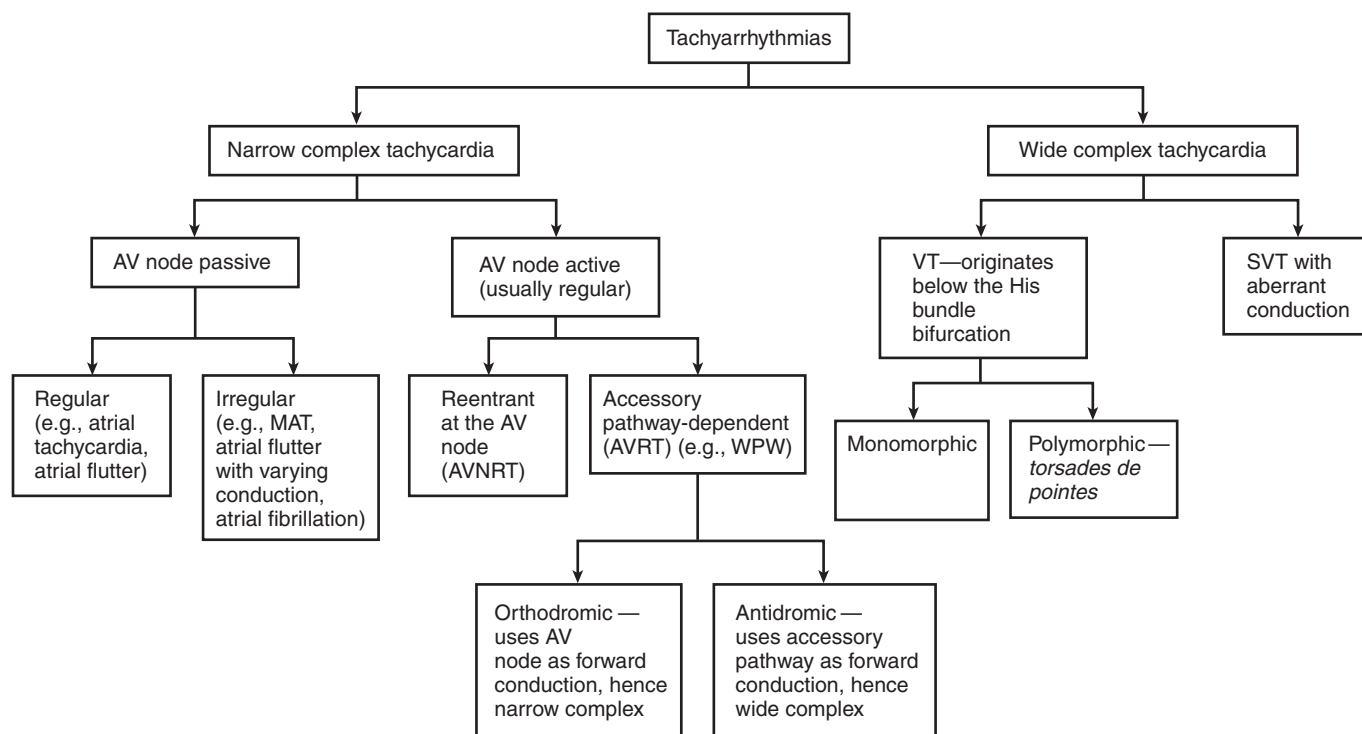 Tachyarrhythmias
Narrow complex tachycardia
Wide complex tachycardia
AV node passive
AV node active
(usually regular)
VT—originates
below the His
bundle
bifurcation
SVT with
aberrant
conduction
Regular
(e.g., atrial
tachycardia,
atrial flutter)
Irregular
(e.g., MAT,
atrial flutter
with varying
conduction,
atrial fibrillation)
Reentrant
at the AV
node
(AVNRT)
Accessory
pathway-dependent
(AVRT) (e.g., WPW)
Monomorphic
Polymorphic—
torsades de
pointes
Orthodromic—
uses AV
node as forward
conduction, hence
narrow complex
Antidromic—
uses accessory
pathway as forward
conduction, hence
wide complex